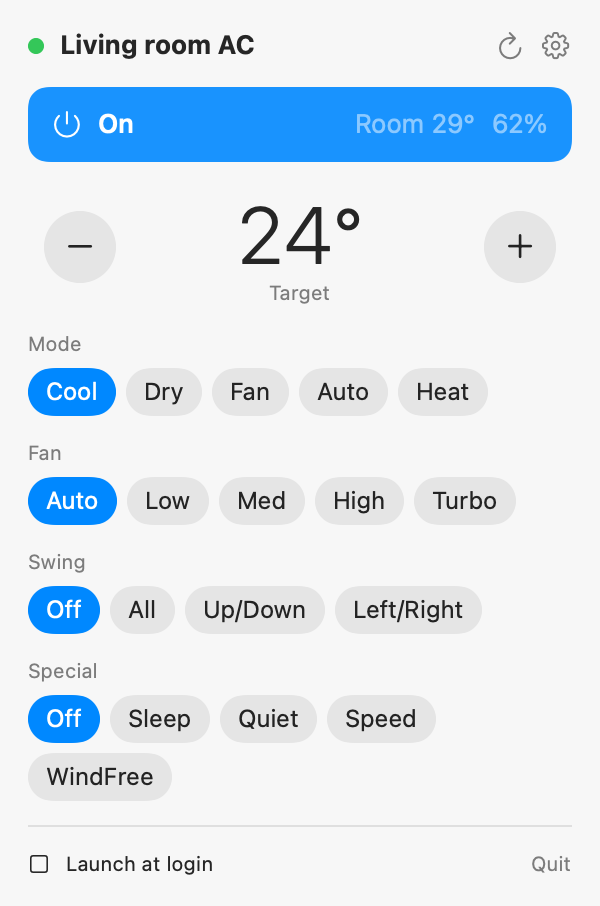 Living room AC
On Room 29° 62%
24°
Target
Mode
Cool Dry Fan Auto Heat
Fan
Auto Low Med High Turbo
Swing
Off All Up/Down Left/Right
Special
Off Sleep Quiet Speed
WindFree
Launch at login Quit